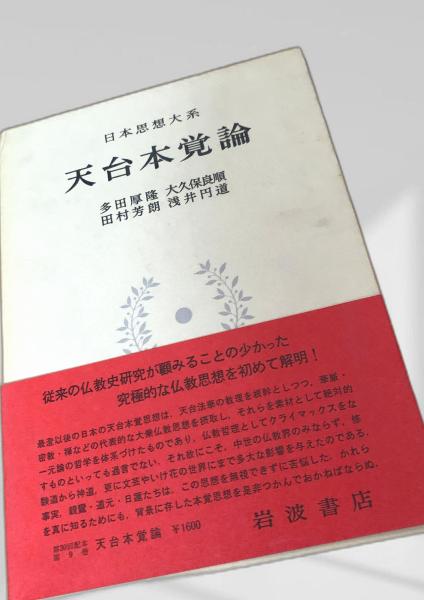 日本思想大系
天台本覚論
多田厚隆 大久保良順
田村芳朗 浅井円道
従来の仏教史研究が顧みることの少かった
究極的な仏教思想を初めて解明！
最澄以後の日本の天台本覚思想は、天台法華の教理を根幹としつつ、華厳・
密教・禅などの代表的な大乗仏教思想を摂取し、それらを素材として絶対的
一元論の哲学を体系づけたものであり、仏教哲理としてクライマックスをな
すものといっても過言でない。それ故にこそ、中世の仏教界のみならず、修
験道から神道、更に文芸やいけ花の世界にまで多大な影響を与えたのである。
事実、親鸞・道元・日蓮たちは、この思想を無視できずに苦悩した。かれら
を真に知るためにも、背景に存した本覚思想を是非つかんでおかねばならぬ。
第30回配本
第9巻 天台本覚論 ¥1600
岩波書店